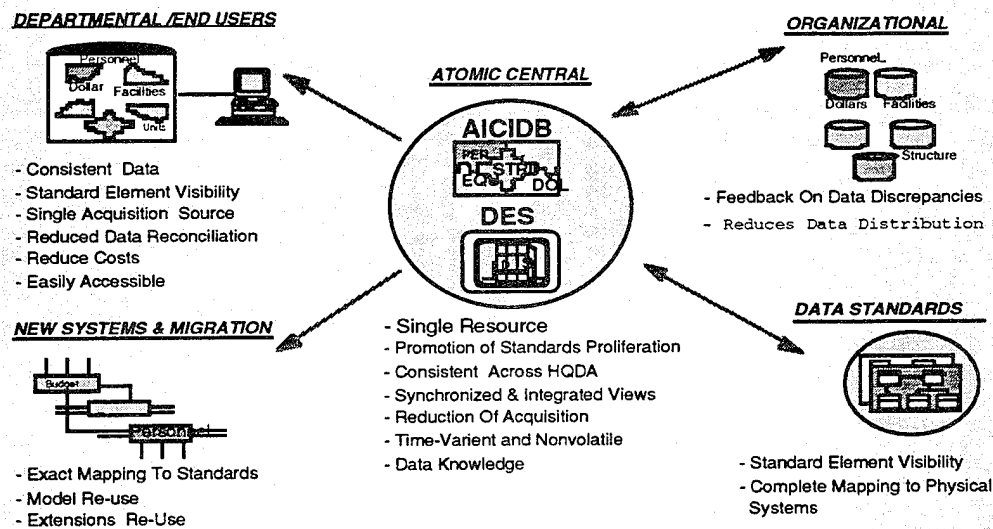 DEPARTMENTAL /END USERS
Personnel
Dollar
Facilities
Units
- Consistent Data
- Standard Element Visibility
- Single Acquisition Source
- Reduced Data Reconciliation
- Reduce Costs
- Easily Accessible
ATOMIC CENTRAL
AICIDB
PER
STR
EQ
DOL
DES
- Single Resource
- Promotion of Standards Proliferation
- Consistent Across HQDA
- Synchronized & Integrated Views
- Reduction Of Acquisition
- Time-Varient and Nonvolatile
- Data Knowledge
ORGANIZATIONAL
Personnel
Dollars
Facilities
Structure
- Feedback On Data Discrepancies
- Reduces Data Distribution
NEW SYSTEMS & MIGRATION
Budget
Personnel
- Exact Mapping To Standards
- Model Re-use
- Extensions Re-Use
DATA STANDARDS
- Standard Element Visibility
- Complete Mapping to Physical
Systems